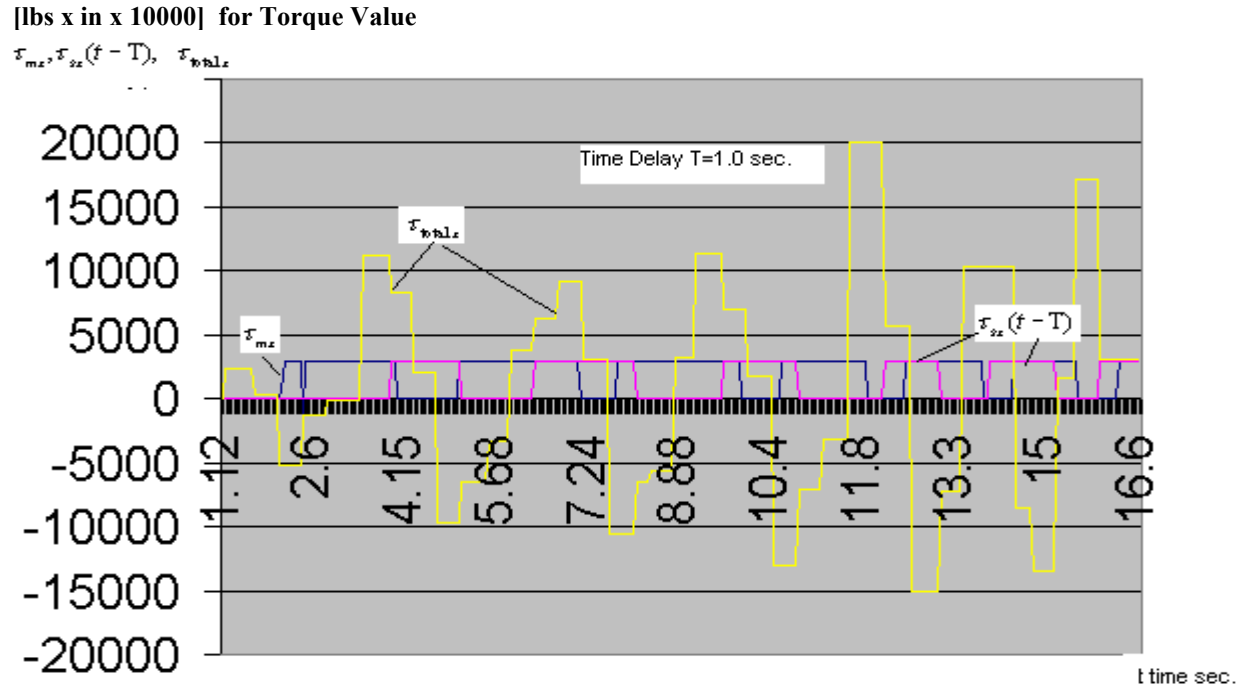 [lbs x in x 10000] for Torque Value
τmz,τsz(t − T), τtotalz
20000
15000
10000
5000
0
-5000
-10000
-15000
-20000
Time Delay T=1.0 sec.
τtotalz
τmz
τsz(t − T)
1.12
2.6
4.15
5.68
7.24
8.88
10.4
11.8
13.3
15
16.6
t time sec.